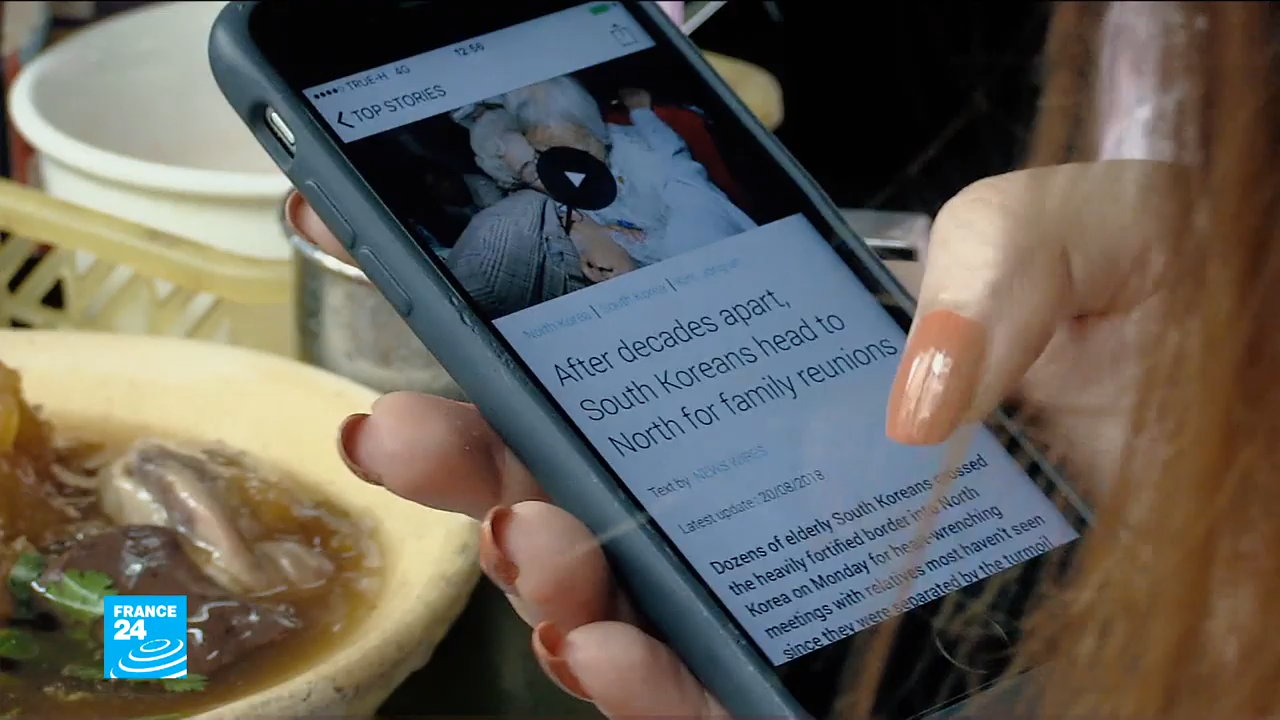 TRUE-H 4G 12:56
TOP STORIES
North Korea | South Korea |
After decades apart,
South Koreans head to
North for family reunions
Text by NEWS WIRES
Latest update : 20/08/2018
Dozens of elderly South Koreans crossed
the heavily fortified border into North
Korea on Monday for heart-wrenching
meetings with relatives most haven't seen
since they were separated by the turmoil
FRANCE
24